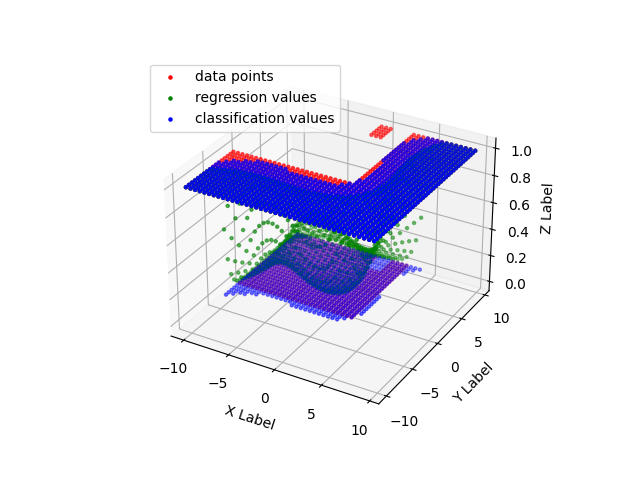 data points
regression values
classification values
1.0
0.8
0.6
0.4
0.2
0.0
Z Label
−10
−5
0
5
10
X Label
−10
−5
0
5
10
Y Label